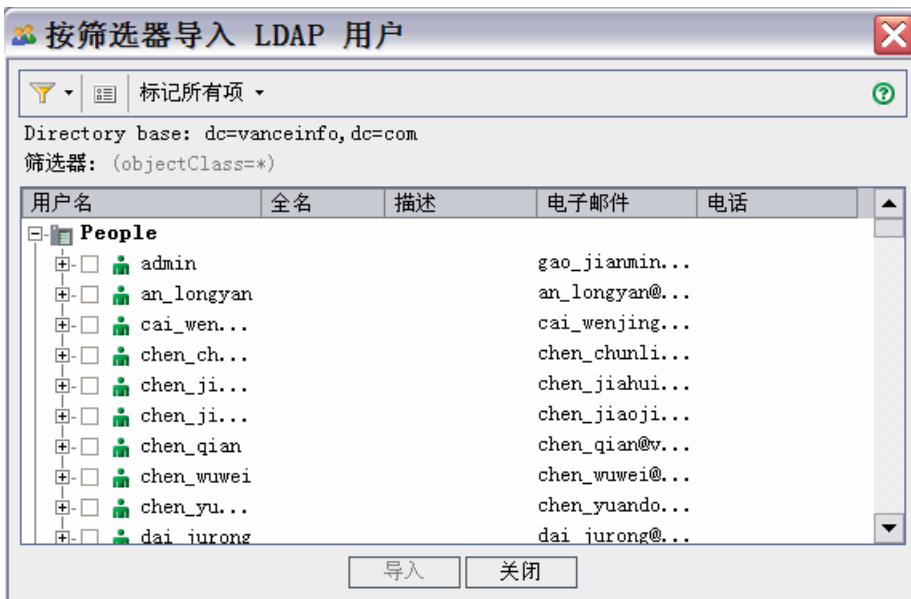 按筛选器导入 LDAP 用户
标记所有项
Directory base: dc=vanceinfo,dc=com
筛选器: (objectClass=*)
用户名 全名 描述 电子邮件 电话
People
admin gao_jianmin...
an_longyan an_longyan@...
cai_wen... cai_wenjing...
chen_ch... chen_chunli...
chen_ji... chen_jiahui...
chen_ji... chen_jiaoji...
chen_qian chen_qian@v...
chen_wuwei chen_wuwei@...
chen_yu... chen_yuando...
dai_jurong dai_jurong@...
导入 关闭